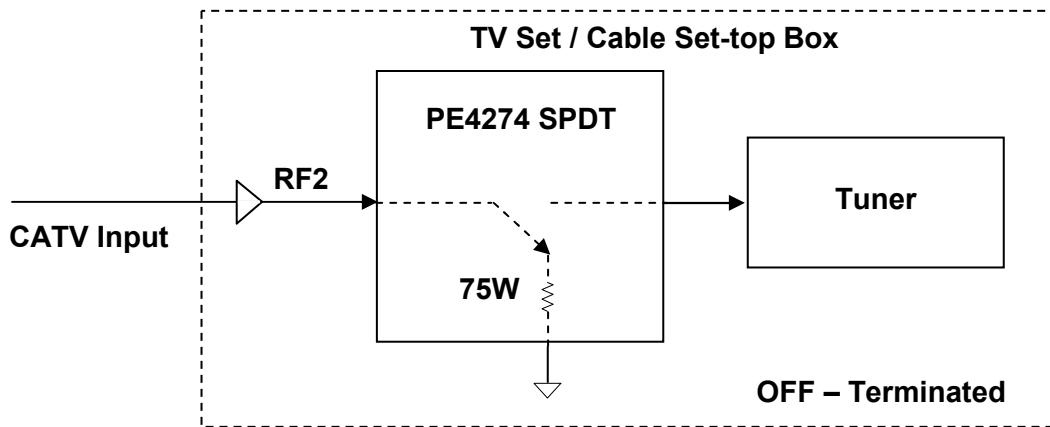 TV Set / Cable Set-top Box
PE4274 SPDT
RF2
Tuner
CATV Input
75W
OFF – Terminated